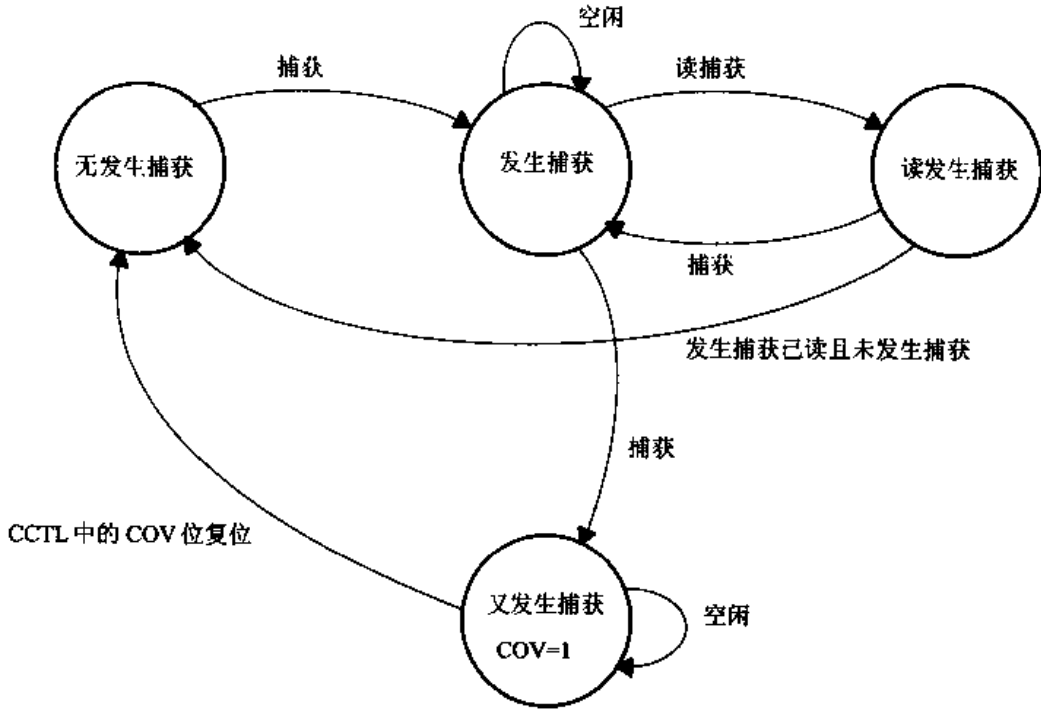 空闲
捕获
读捕获
无发生捕获
发生捕获
读发生捕获
捕获
发生捕获已读且未发生捕获
捕获
CCTL 中的 COV 位复位
又发生捕获
COV=1
空闲